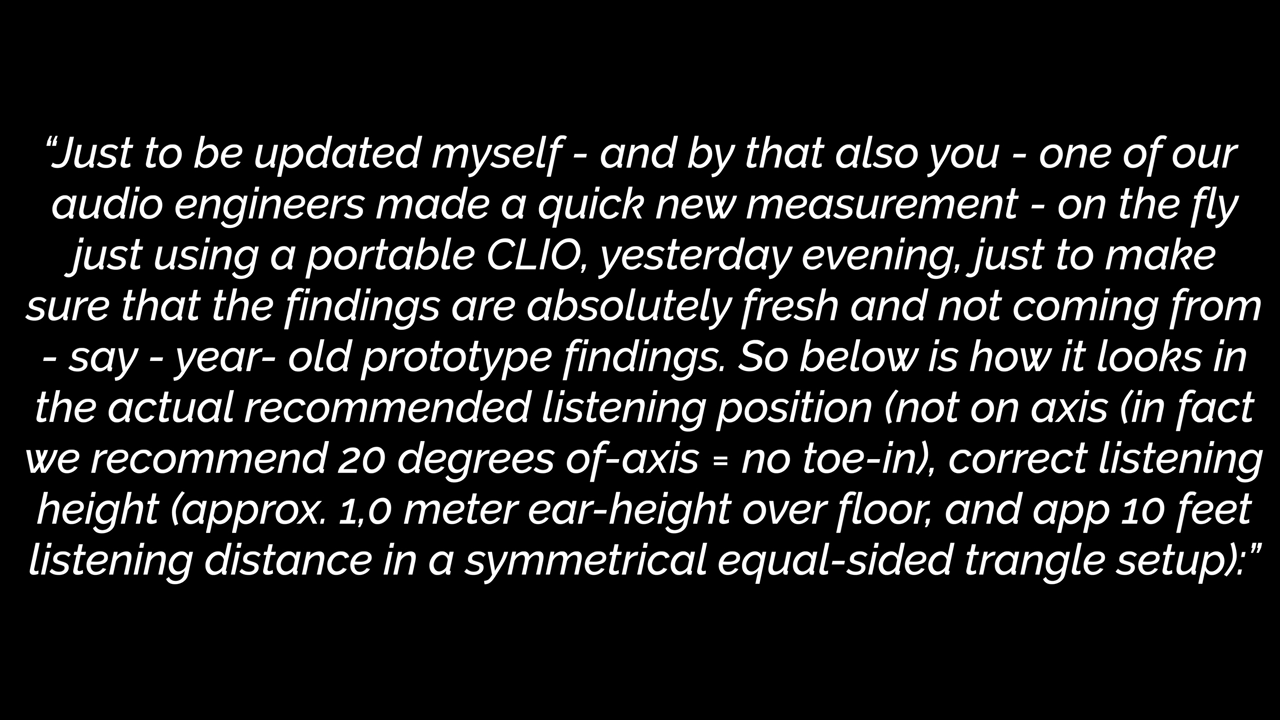 “Just to be updated myself - and by that also you - one of our
audio engineers made a quick new measurement - on the fly
just using a portable CLIO, yesterday evening, just to make
sure that the findings are absolutely fresh and not coming from
- say - year- old prototype findings. So below is how it looks in
the actual recommended listening position (not on axis (in fact
we recommend 20 degrees of-axis = no toe-in), correct listening
height (approx. 1,0 meter ear-height over floor, and app 10 feet
listening distance in a symmetrical equal-sided trangle setup):”